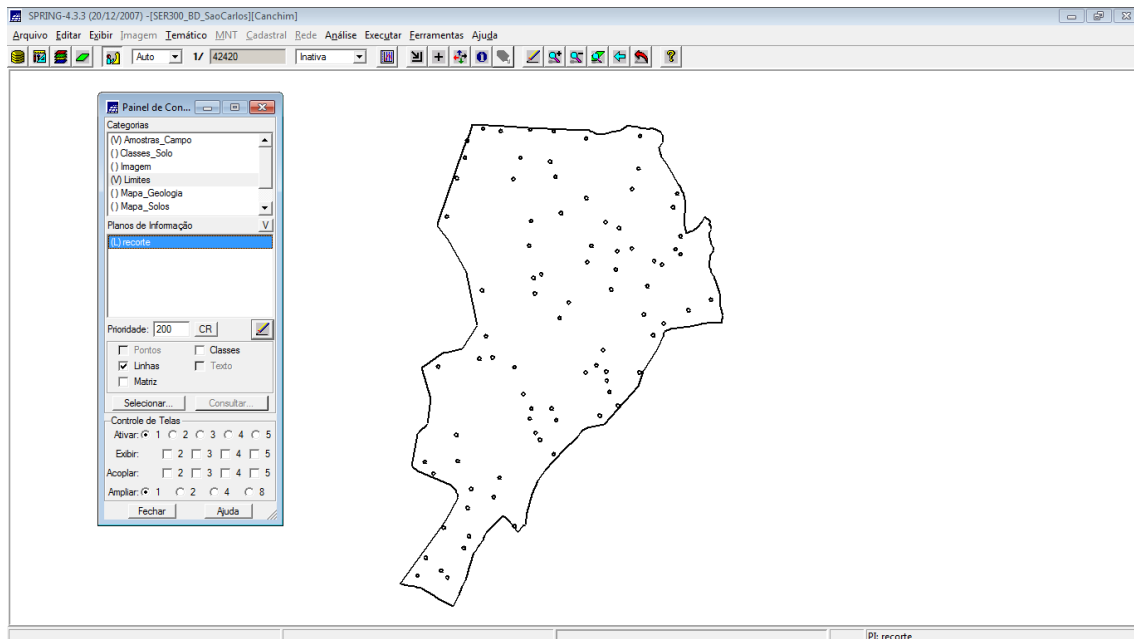 SPRING-4.3.3 (20/12/2007) -[SER300_BD_SaoCarlos][Canchim]
Arquivo Editar Exibir Imagem Temático MNT Cadastral Rede Análise Executar Ferramentas Ajuda
Auto 1/ 42420 Inativa
Painel de Con...
Categorias
(V) Amostras_Campo
( ) Classes_Solo
( ) Imagem
(V) Limites
( ) Mapa_Geologia
( ) Mapa_Solos
Planos de Informação V
(L) recorte
Prioridade: 200 CR
Pontos Classes
Linhas Texto
Matriz
Selecionar... Consultar...
Controle de Telas
Ativar: 1 2 3 4 5
Exibir: 2 3 4 5
Acoplar: 2 3 4 5
Ampliar: 1 2 4 8
Fechar Ajuda
PI: recorte